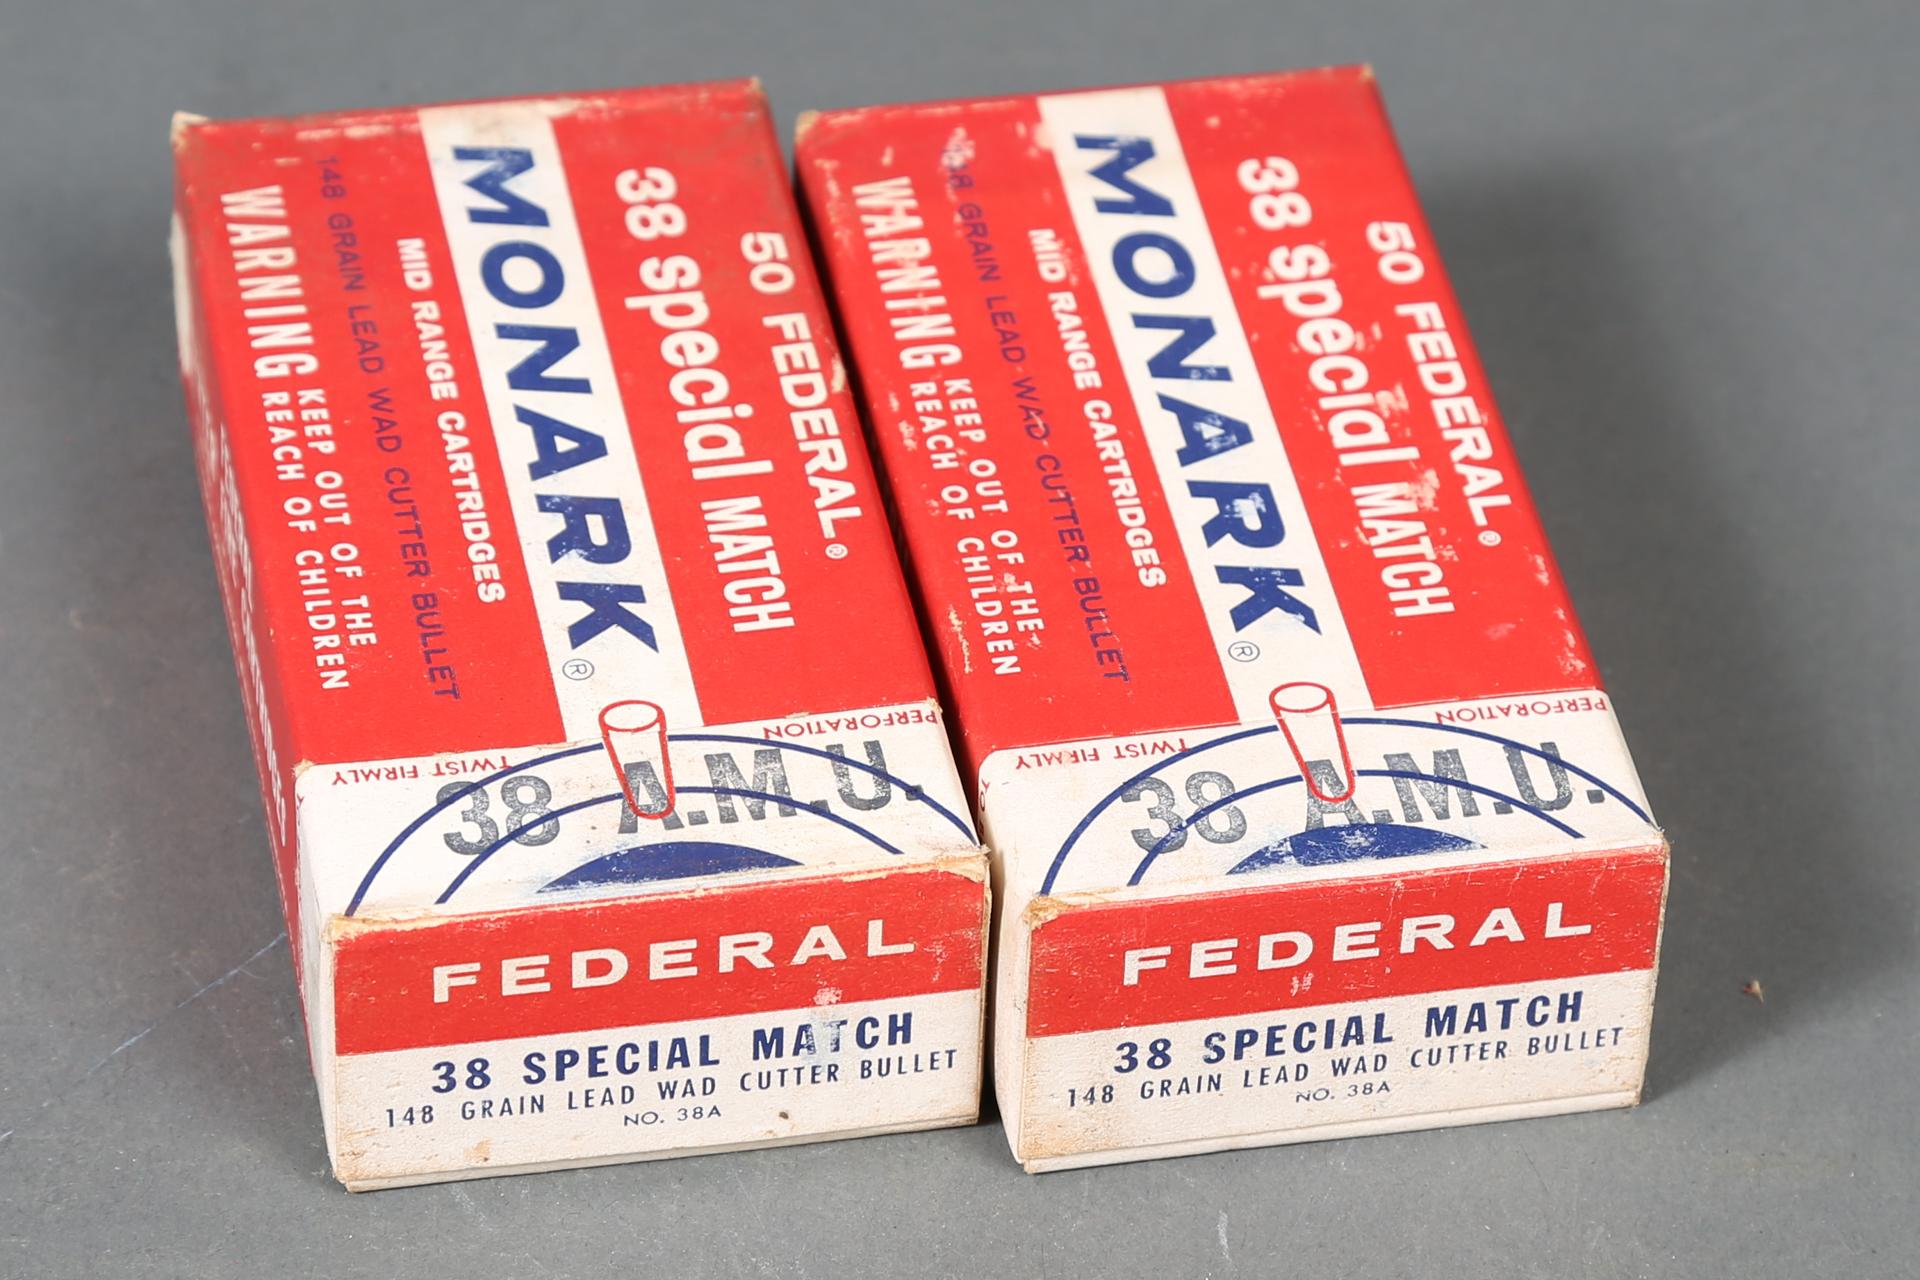 50 FEDERAL®
38 Special MATCH
MONARK®
MID RANGE CARTRIDGES
148 GRAIN LEAD WAD CUTTER BULLET
WARNING KEEP OUT OF THE
REACH OF CHILDREN
PERFORATION
TWIST FIRMLY
38 A.M.U.
FEDERAL
38 SPECIAL MATCH
148 GRAIN LEAD WAD CUTTER BULLET
NO. 38A
50 FEDERAL®
38 Special MATCH
MONARK®
MID RANGE CARTRIDGES
148 GRAIN LEAD WAD CUTTER BULLET
WARNING KEEP OUT OF THE
REACH OF CHILDREN
PERFORATION
TWIST FIRMLY
38 A.M.U.
FEDERAL
38 SPECIAL MATCH
148 GRAIN LEAD WAD CUTTER BULLET
NO. 38A